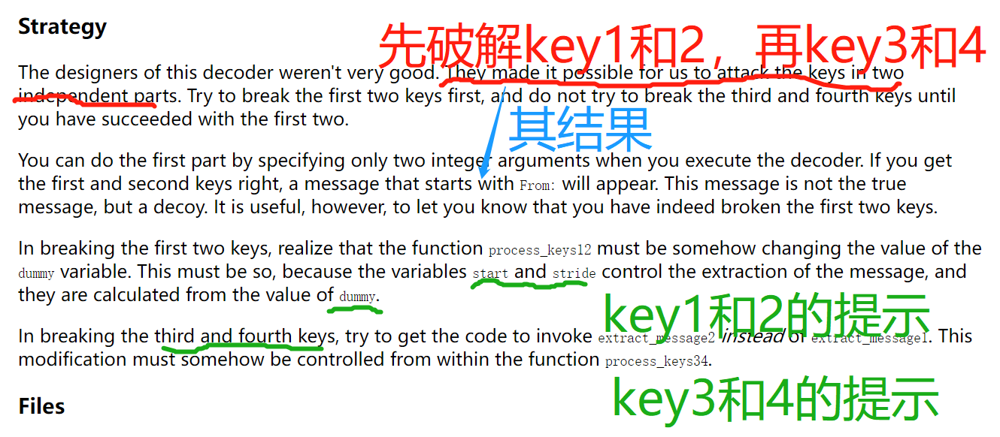 Strategy
先破解key1和2，再key3和4
The designers of this decoder weren't very good. They made it possible for us to attack the keys in two
independent parts. Try to break the first two keys first, and do not try to break the third and fourth keys until
you have succeeded with the first two.
其结果
You can do the first part by specifying only two integer arguments when you execute the decoder. If you get
the first and second keys right, a message that starts with From: will appear. This message is not the true
message, but a decoy. It is useful, however, to let you know that you have indeed broken the first two keys.
In breaking the first two keys, realize that the function process_keys12 must be somehow changing the value of the
dummy variable. This must be so, because the variables start and stride control the extraction of the message, and
they are calculated from the value of dummy.
key1和2的提示
In breaking the third and fourth keys, try to get the code to invoke extract_message2 instead of extract_message1. This
modification must somehow be controlled from within the function process_keys34.
key3和4的提示
Files